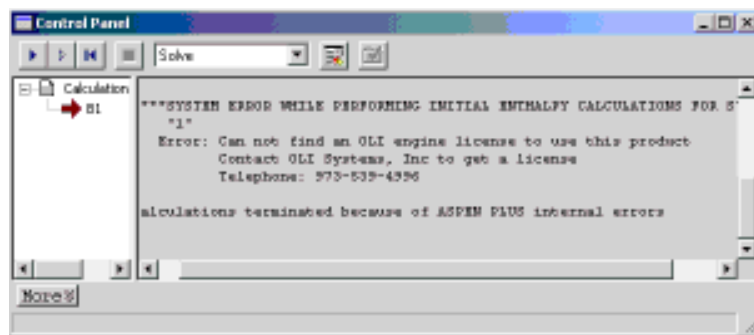 Control Panel
Solve
Calculation
B1
***SYSTEM ERROR WHILE PERFORMING INITIAL ENTHALPY CALCULATIONS FOR S
"1"
Error: Can not find an OLI engine license to use this product
Contact OLI Systems, Inc to get a license
Telephone: 973-539-4996
alculations terminated because of ASPEN PLUS internal errors
More